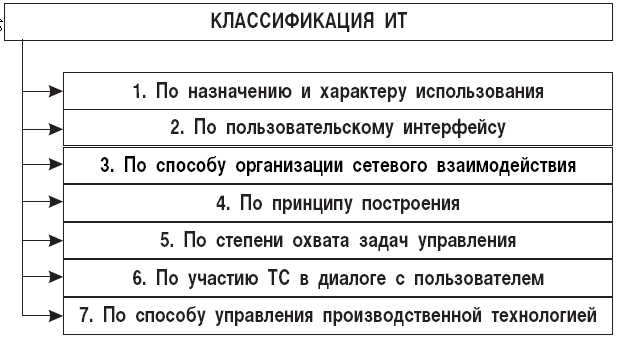 КЛАССИФИКАЦИЯ ИТ
1. По назначению и характеру использования
2. По пользовательскому интерфейсу
3. По способу организации сетевого взаимодействия
4. По принципу построения
5. По степени охвата задач управления
6. По участию ТС в диалоге с пользователем
7. По способу управления производственной технологией